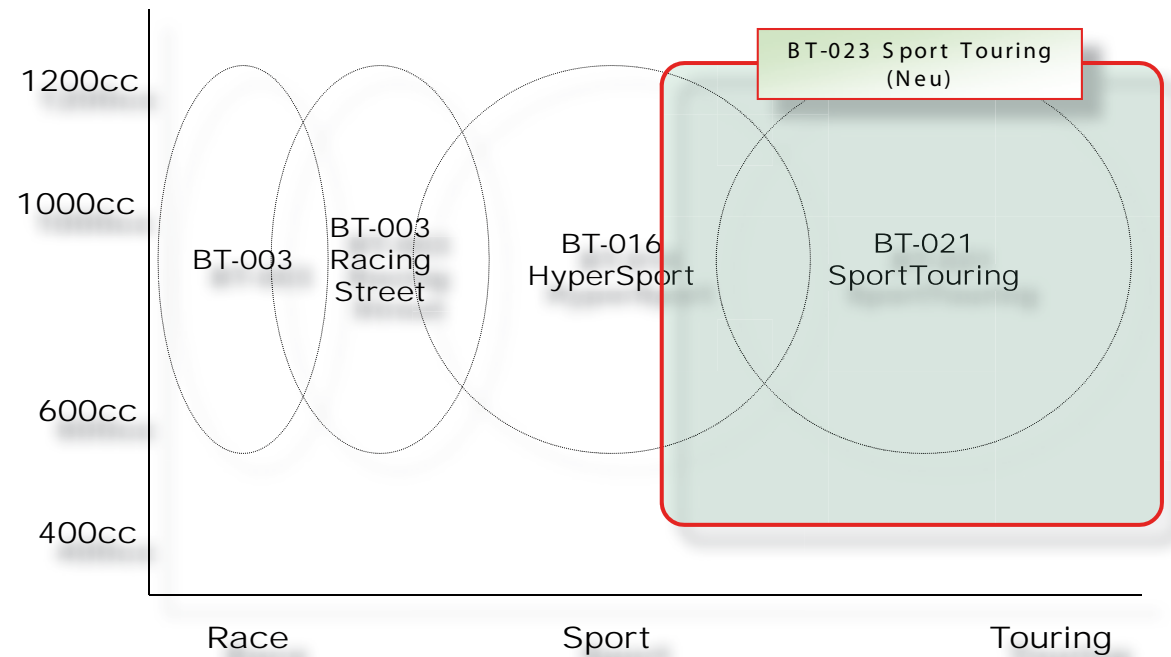 BT-023 Sport Touring
(Neu)
1200cc
1000cc
600cc
400cc
BT-003
BT-003
Racing
Street
BT-016
HyperSport
BT-021
SportTouring
Race
Sport
Touring